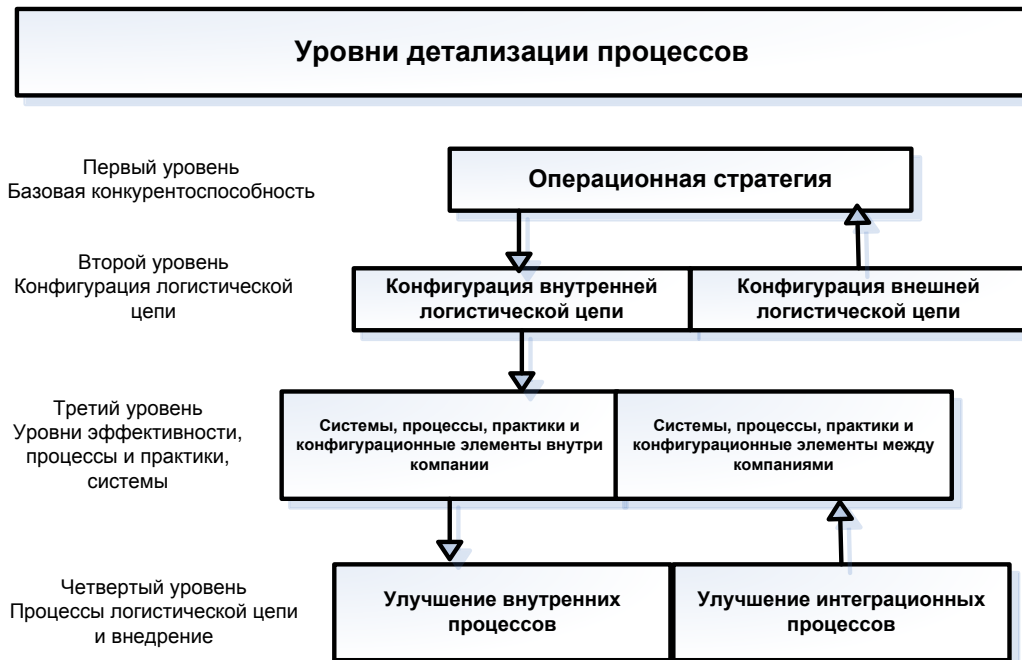 Уровни детализации процессов
Первый уровень
Базовая конкурентоспособность
Операционная стратегия
Второй уровень
Конфигурация логистической
цепи
Конфигурация внутренней
логистической цепи
Конфигурация внешней
логистической цепи
Третий уровень
Уровни эффективности,
процессы и практики,
системы
Системы, процессы, практики и
конфигурационные элементы внутри
компании
Системы, процессы, практики и
конфигурационные элементы между
компаниями
Четвертый уровень
Процессы логистической цепи
и внедрение
Улучшение внутренних
процессов
Улучшение интеграционных
процессов